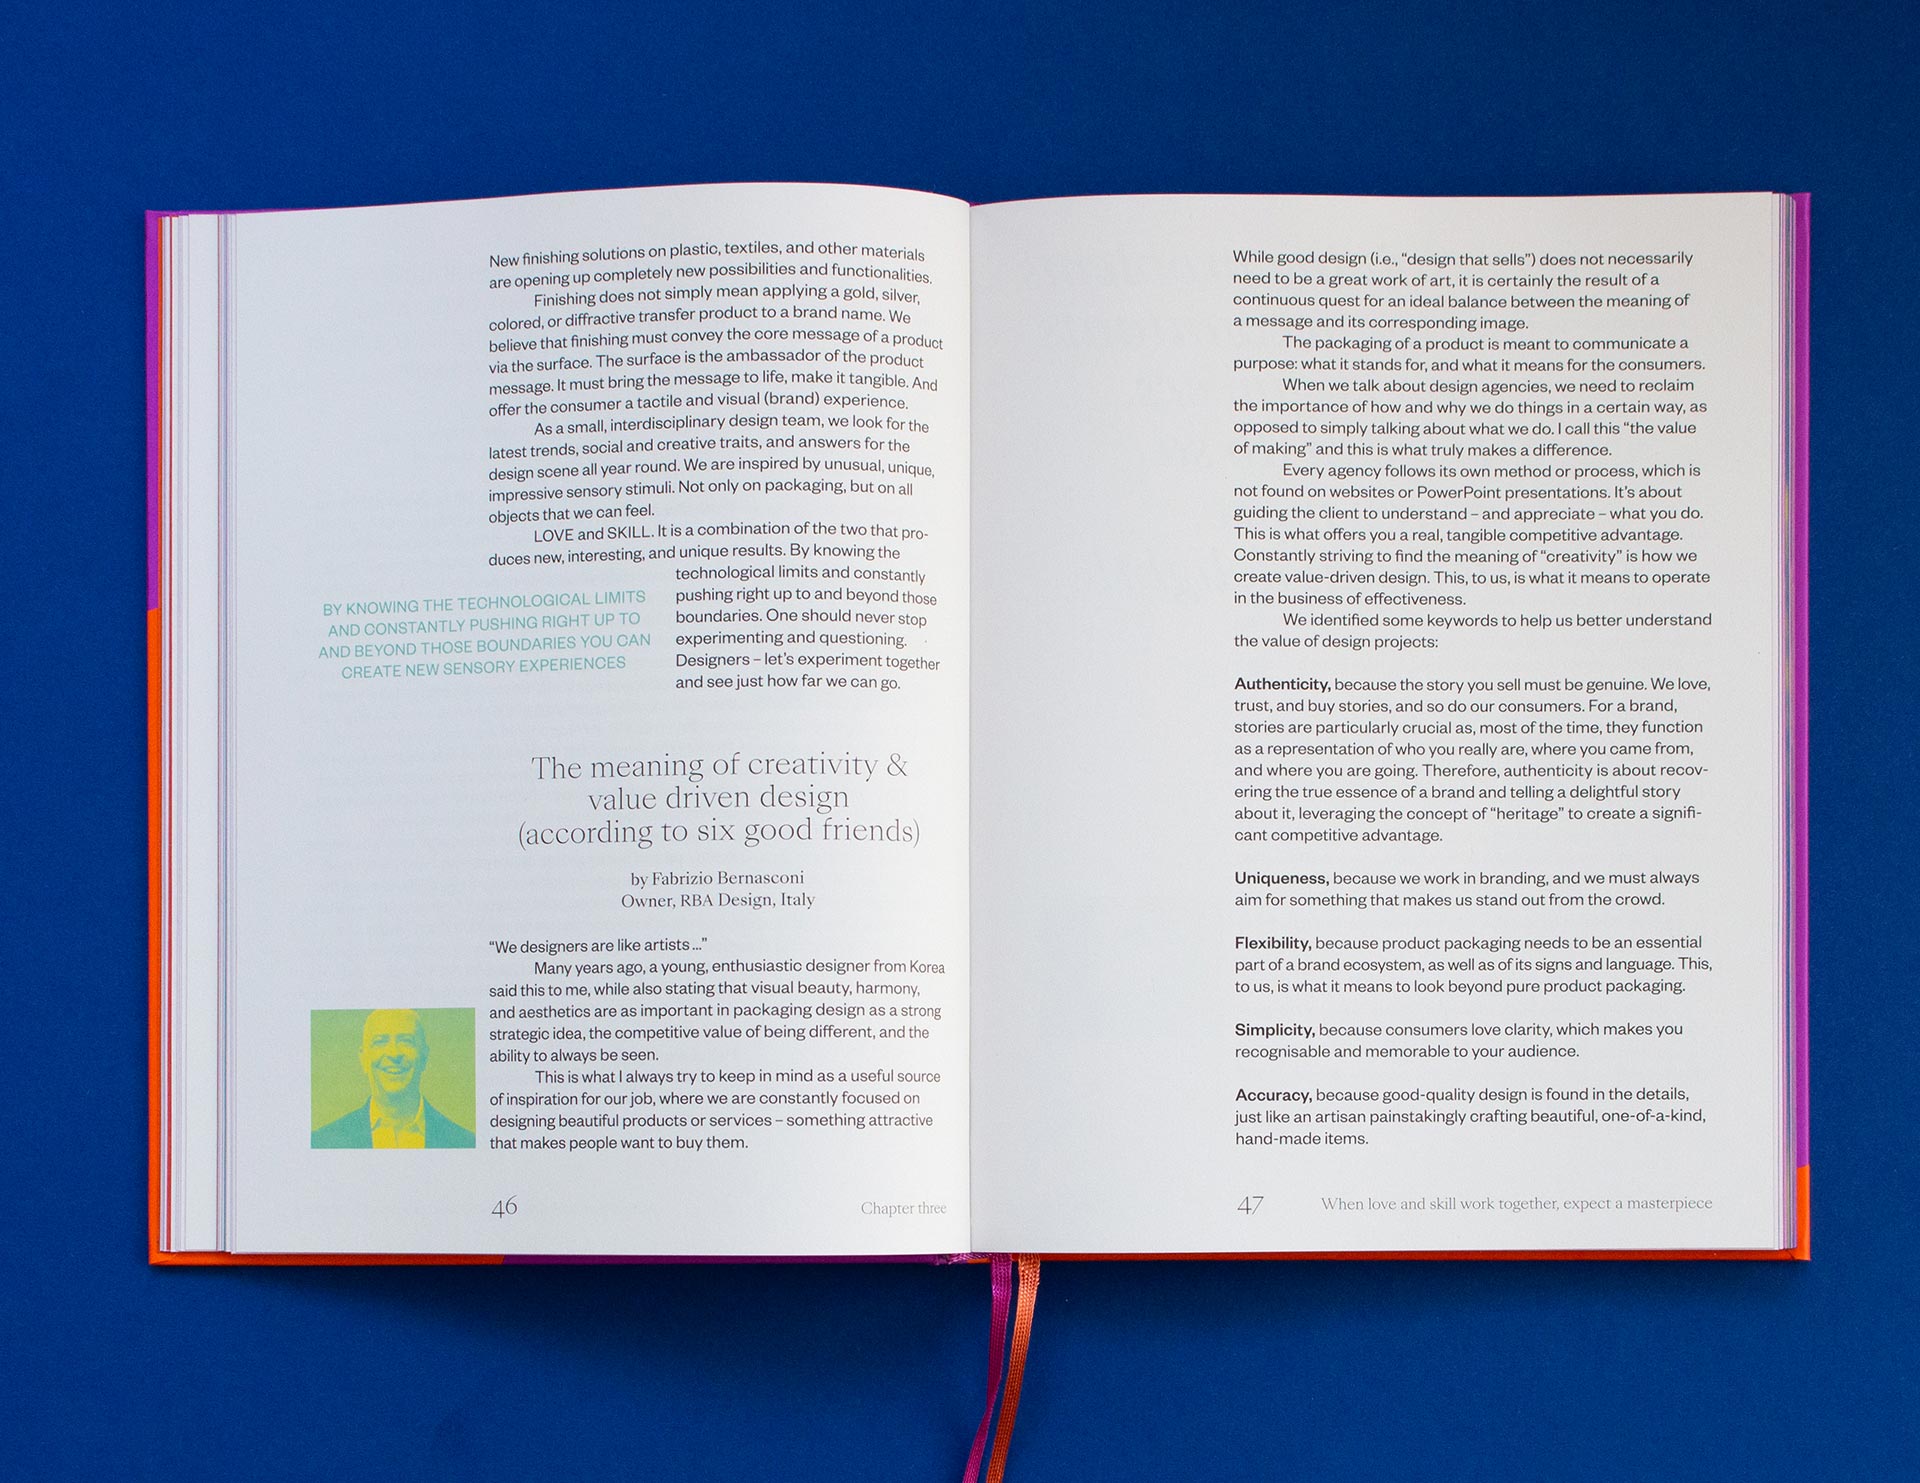 New finishing solutions on plastic, textiles, and other materials
are opening up completely new possibilities and functionalities.
Finishing does not simply mean applying a gold, silver,
colored, or diffractive transfer product to a brand name. We
believe that finishing must convey the core message of a product
via the surface. The surface is the ambassador of the product
message. It must bring the message to life, make it tangible. And
offer the consumer a tactile and visual (brand) experience.
As a small, interdisciplinary design team, we look for the
latest trends, social and creative traits, and answers for the
design scene all year round. We are inspired by unusual, unique,
impressive sensory stimuli. Not only on packaging, but on all
objects that we can feel.
LOVE and SKILL. It is a combination of the two that pro-
duces new, interesting, and unique results. By knowing the
technological limits and constantly
pushing right up to and beyond those
boundaries. One should never stop
experimenting and questioning.
Designers – let's experiment together
and see just how far we can go.
BY KNOWING THE TECHNOLOGICAL LIMITS
AND CONSTANTLY PUSHING RIGHT UP TO
AND BEYOND THOSE BOUNDARIES YOU CAN
CREATE NEW SENSORY EXPERIENCES
The meaning of creativity &
value driven design
(according to six good friends)
by Fabrizio Bernasconi
Owner, RBA Design, Italy
“We designers are like artists ...”
Many years ago, a young, enthusiastic designer from Korea
said this to me, while also stating that visual beauty, harmony,
and aesthetics are as important in packaging design as a strong
strategic idea, the competitive value of being different, and the
ability to always be seen.
This is what I always try to keep in mind as a useful source
of inspiration for our job, where we are constantly focused on
designing beautiful products or services – something attractive
that makes people want to buy them.
46
Chapter three
While good design (i.e., “design that sells”) does not necessarily
need to be a great work of art, it is certainly the result of a
continuous quest for an ideal balance between the meaning of
a message and its corresponding image.
The packaging of a product is meant to communicate a
purpose: what it stands for, and what it means for the consumers.
When we talk about design agencies, we need to reclaim
the importance of how and why we do things in a certain way, as
opposed to simply talking about what we do. I call this “the value
of making” and this is what truly makes a difference.
Every agency follows its own method or process, which is
not found on websites or PowerPoint presentations. It's about
guiding the client to understand – and appreciate – what you do.
This is what offers you a real, tangible competitive advantage.
Constantly striving to find the meaning of “creativity” is how we
create value-driven design. This, to us, is what it means to operate
in the business of effectiveness.
We identified some keywords to help us better understand
the value of design projects:
Authenticity, because the story you sell must be genuine. We love,
trust, and buy stories, and so do our consumers. For a brand,
stories are particularly crucial as, most of the time, they function
as a representation of who you really are, where you came from,
and where you are going. Therefore, authenticity is about recov-
ering the true essence of a brand and telling a delightful story
about it, leveraging the concept of “heritage” to create a signifi-
cant competitive advantage.
Uniqueness, because we work in branding, and we must always
aim for something that makes us stand out from the crowd.
Flexibility, because product packaging needs to be an essential
part of a brand ecosystem, as well as of its signs and language. This,
to us, is what it means to look beyond pure product packaging.
Simplicity, because consumers love clarity, which makes you
recognisable and memorable to your audience.
Accuracy, because good-quality design is found in the details,
just like an artisan painstakingly crafting beautiful, one-of-a-kind,
hand-made items.
47
When love and skill work together, expect a masterpiece